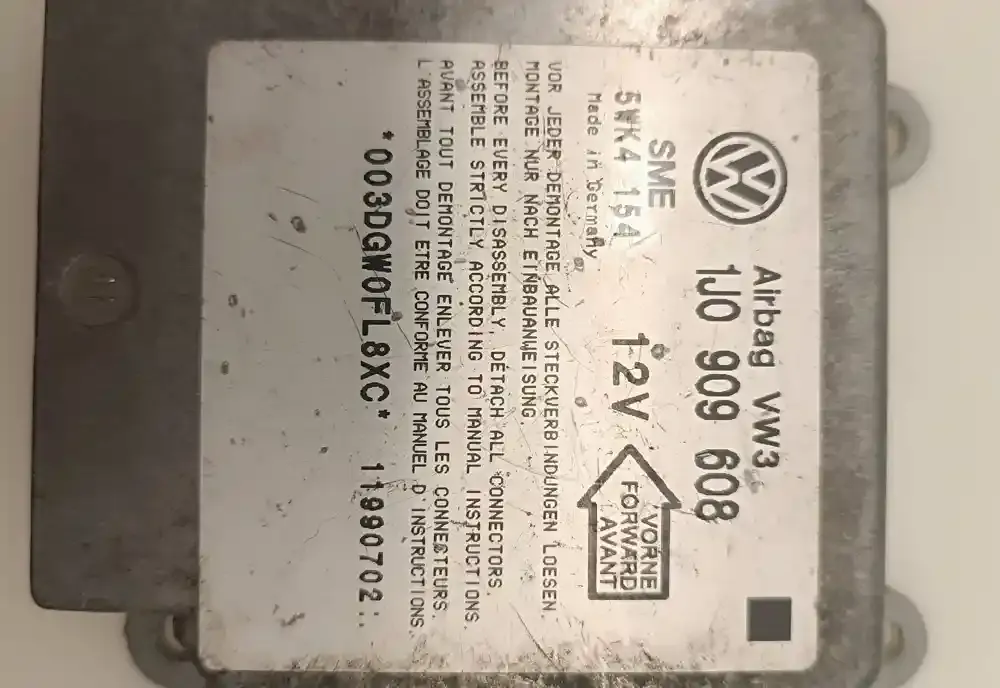 Airbag VW3
1J0 909 608
SME
5WK4 154
12V
Made in Germany
VORNE
FORWARD
AVANT
VOR JEDER DEMONTAGE ALLE STECKVERBINDUNGEN LOESEN.
MONTAGE NUR NACH EINBAUANWEISUNG.
BEFORE EVERY DISASSEMBLY, DETACH ALL CONNECTORS.
ASSEMBLE STRICTLY ACCORDING TO MANUAL INSTRUCTIONS.
AVANT TOUT DEMONTAGE ENLEVER TOUS LES CONNECTEURS.
L'ASSEMBLAGE DOIT ETRE CONFORME AU MANUEL D'INSTRUCTIONS.
*003DGW0FL8XC* 11990702:.